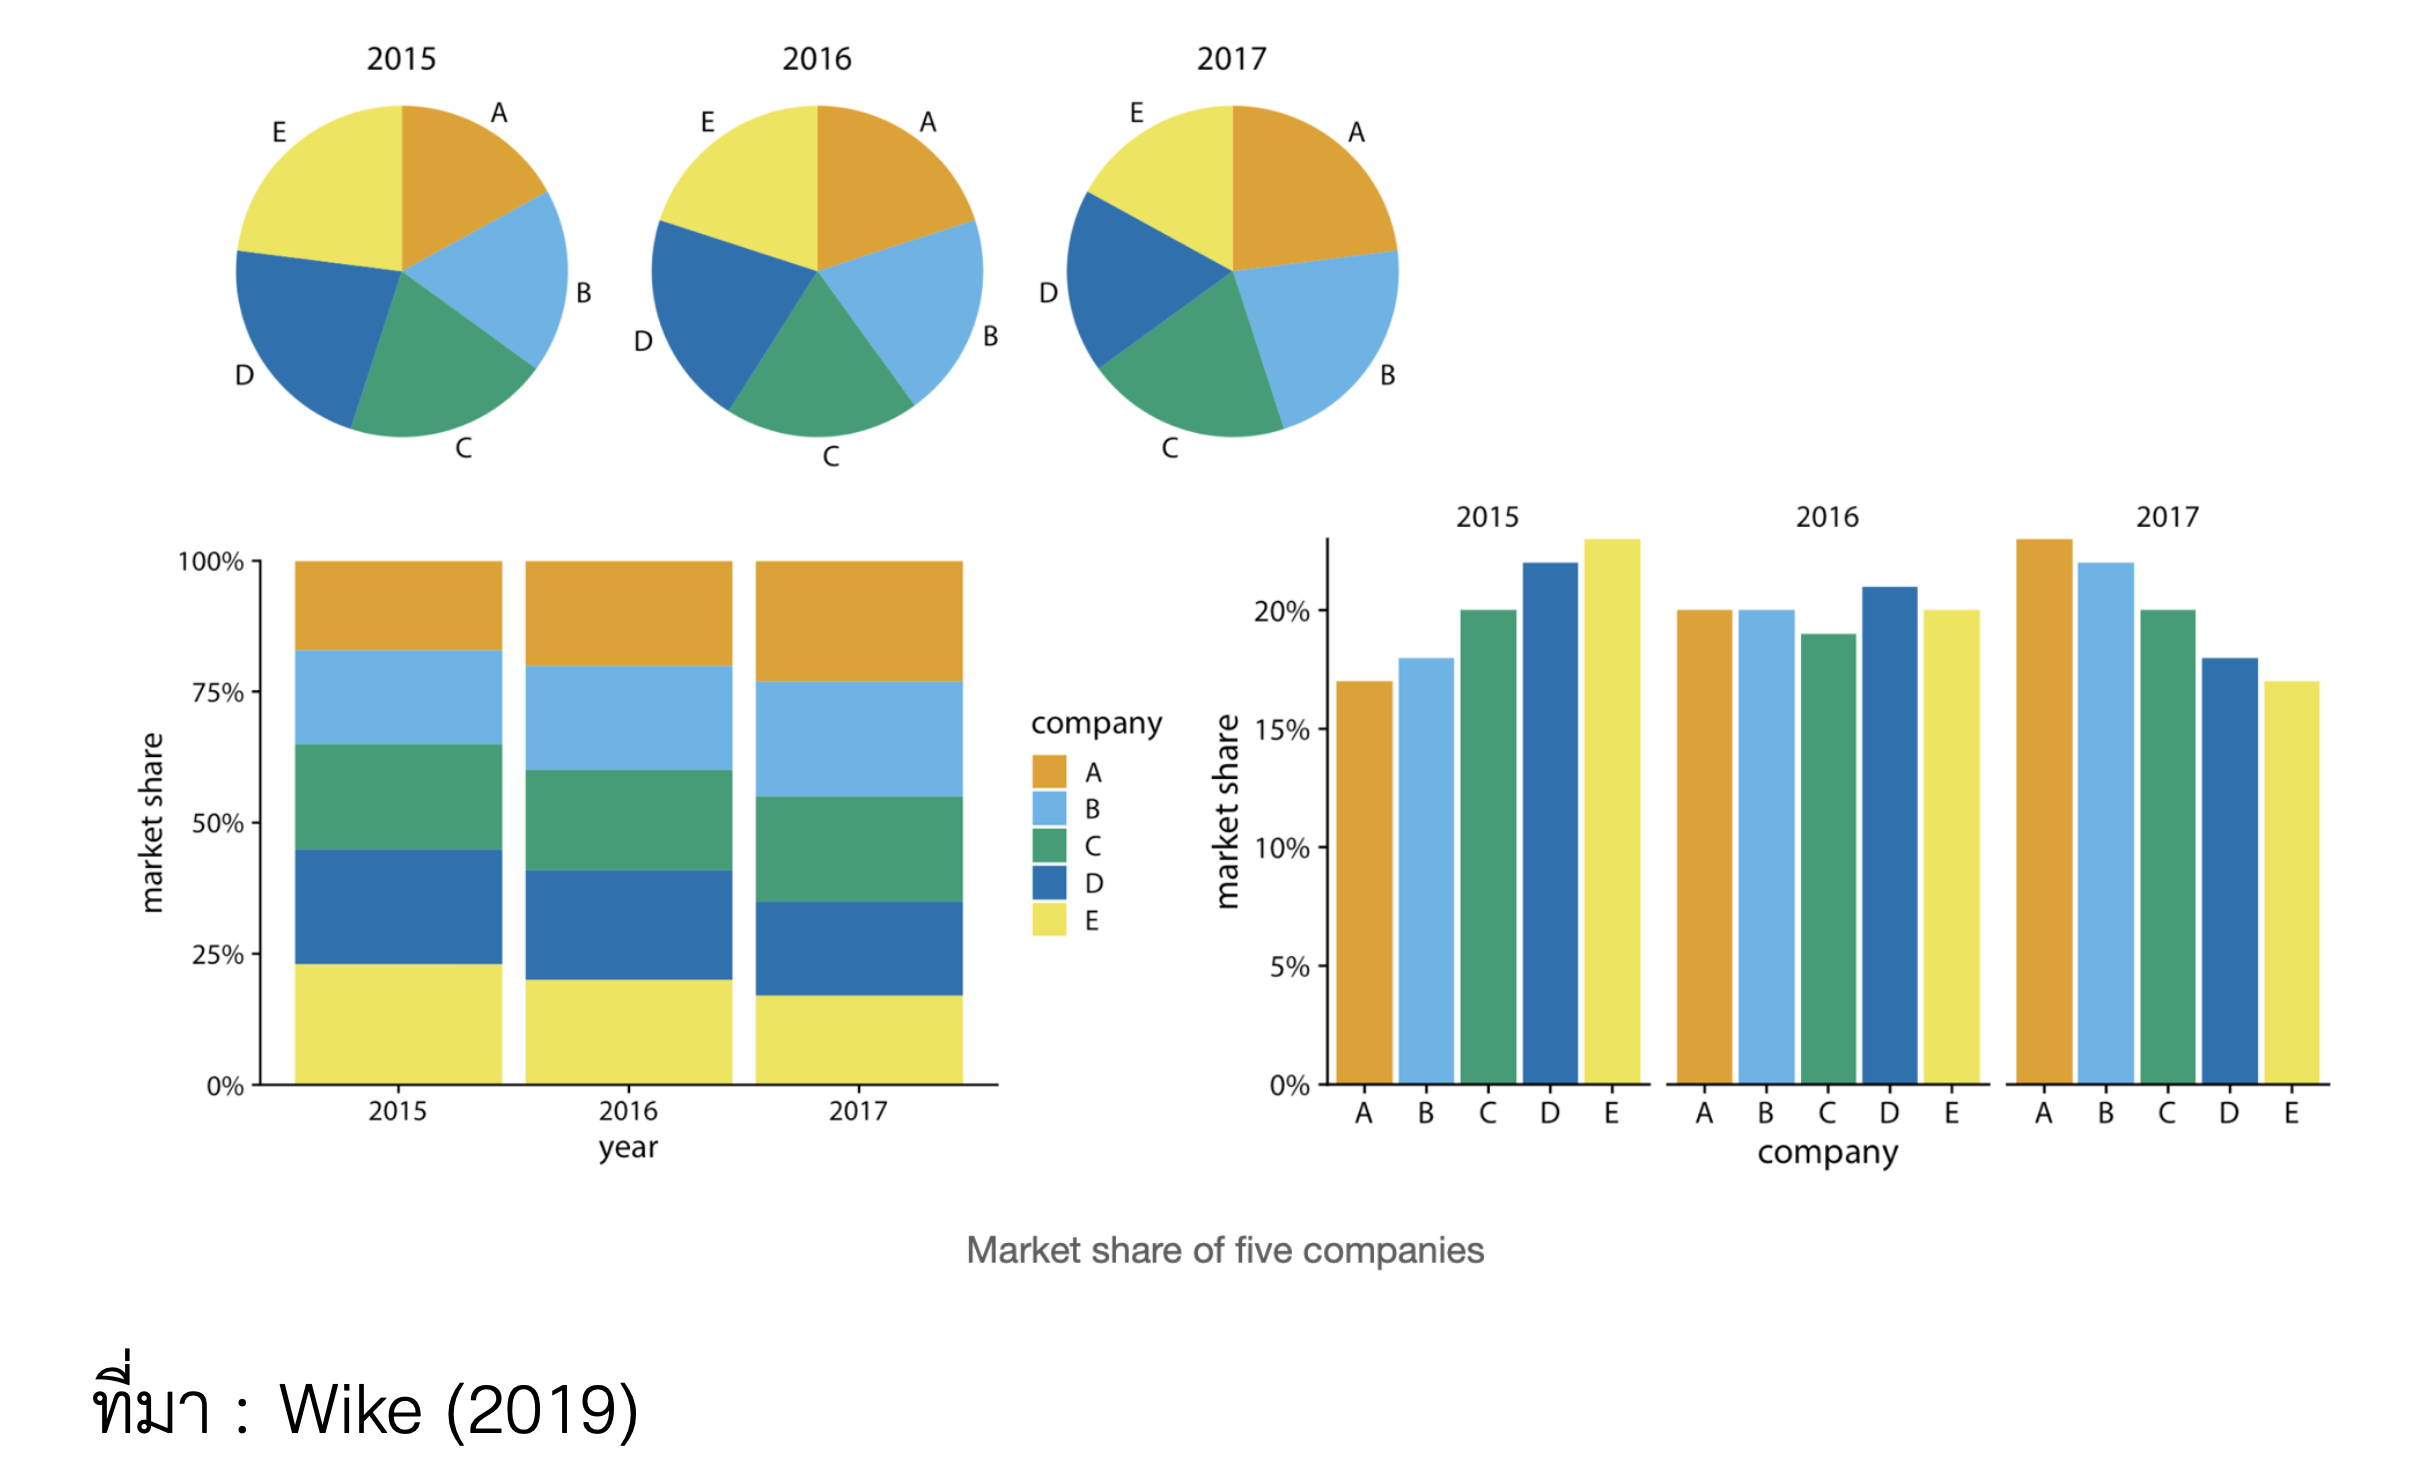 2015
2016
2017
E
A
B
C
D
E
A
B
C
D
E
A
B
C
D
100%
75%
50%
25%
0%
market share
2015
2016
2017
year
company
A
B
C
D
E
2015
2016
2017
20%
15%
10%
5%
0%
market share
A B C D E
A B C D E
A B C D E
company
Market share of five companies
ที่มา : Wike (2019)